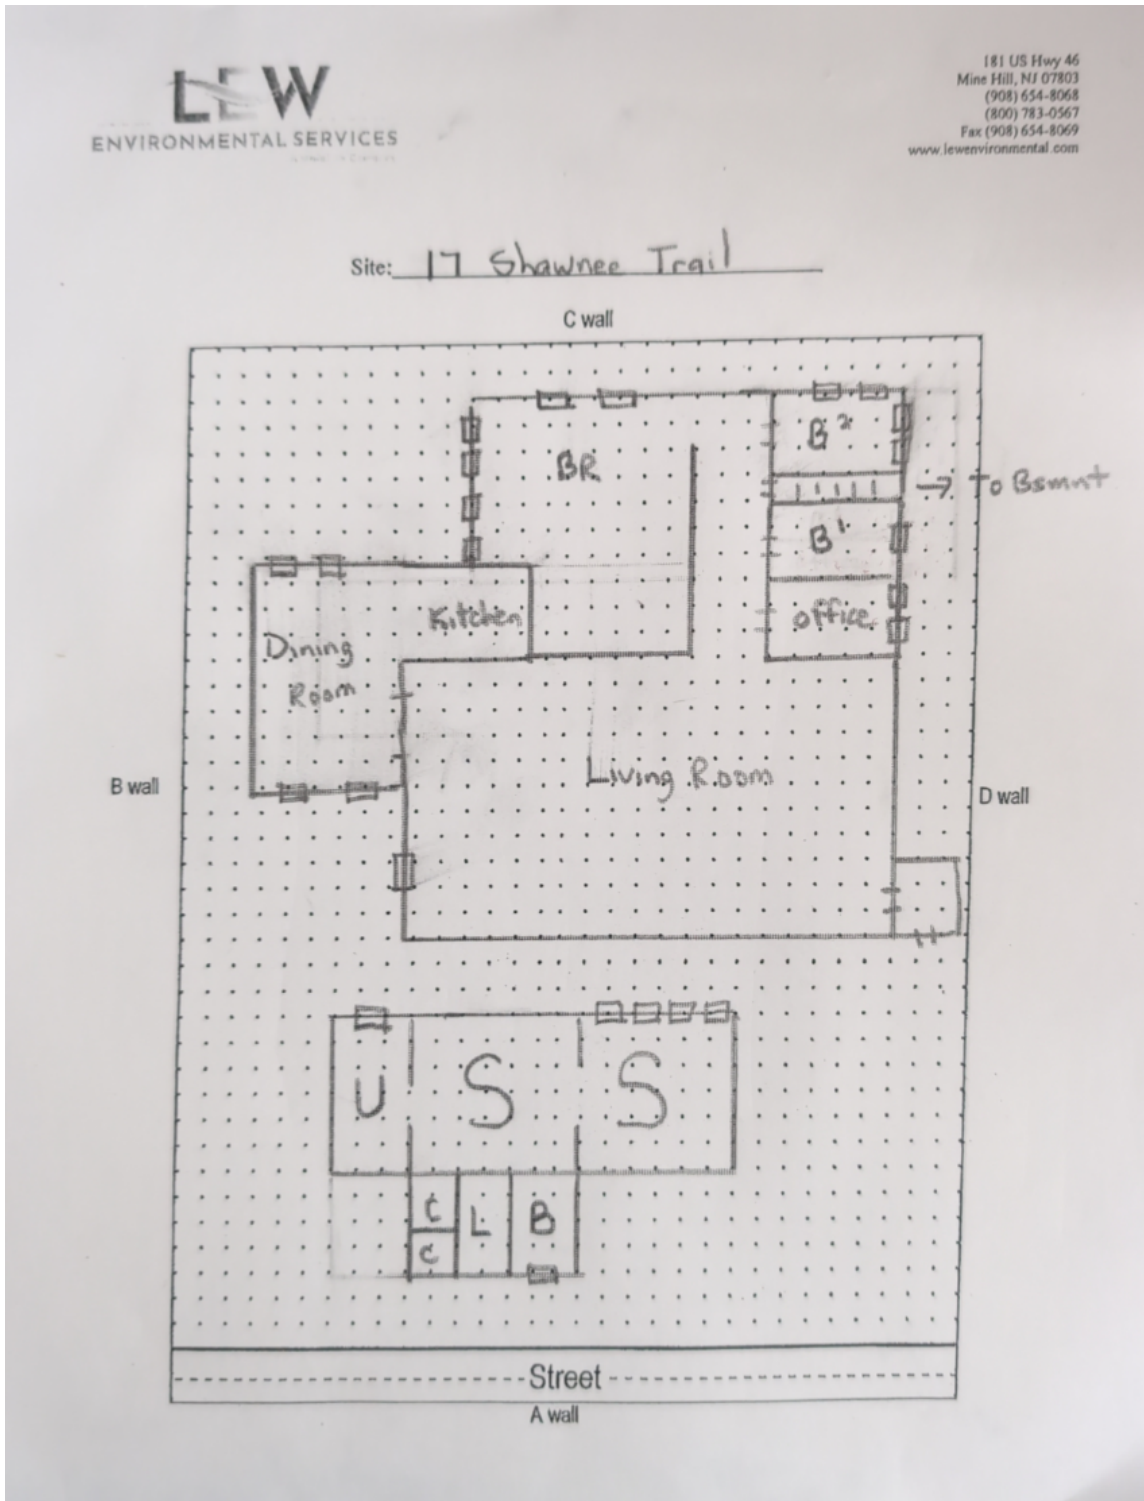 LEW
ENVIRONMENTAL SERVICES
181 US Hwy 46
Mine Hill, NJ 07803
(908) 654-8068
(800) 783-0567
Fax (908) 654-8069
www.lewenvironmental.com
Site: 17 Shawnee Trail
C wall
B²
BR
→ To Bsmnt
B¹
Kitchen
office
Dining
Room
Living Room
B wall
D wall
U S S
C L B
C
Street
A wall